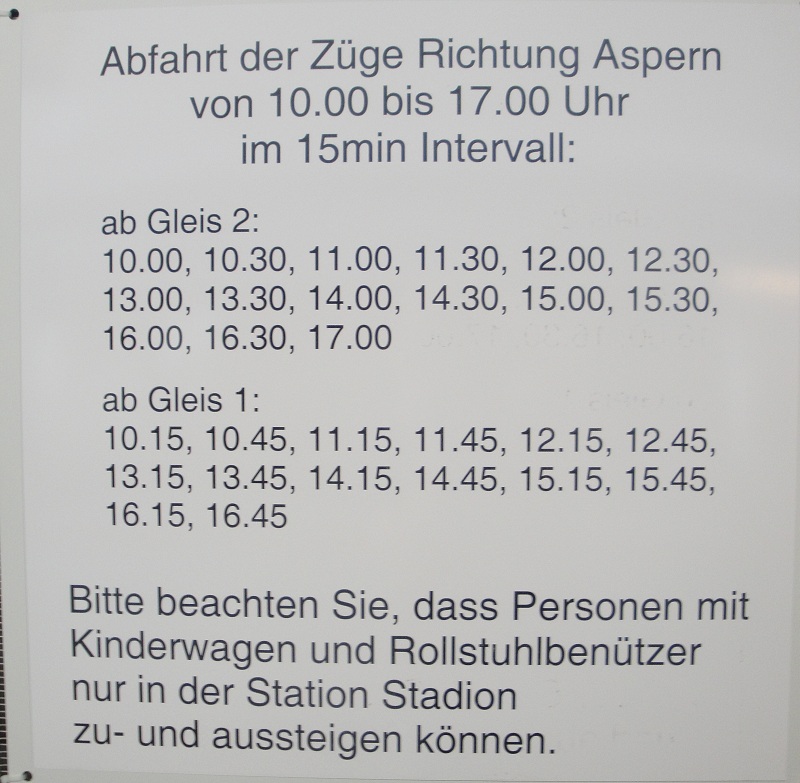 Abfahrt der Züge Richtung Aspern
von 10.00 bis 17.00 Uhr
im 15min Intervall:
ab Gleis 2:
10.00, 10.30, 11.00, 11.30, 12.00, 12.30,
13.00, 13.30, 14.00, 14.30, 15.00, 15.30,
16.00, 16.30, 17.00
ab Gleis 1:
10.15, 10.45, 11.15, 11.45, 12.15, 12.45,
13.15, 13.45, 14.15, 14.45, 15.15, 15.45,
16.15, 16.45
Bitte beachten Sie, dass Personen mit
Kinderwagen und Rollstuhlbenützer
nur in der Station Stadion
zu- und aussteigen können.